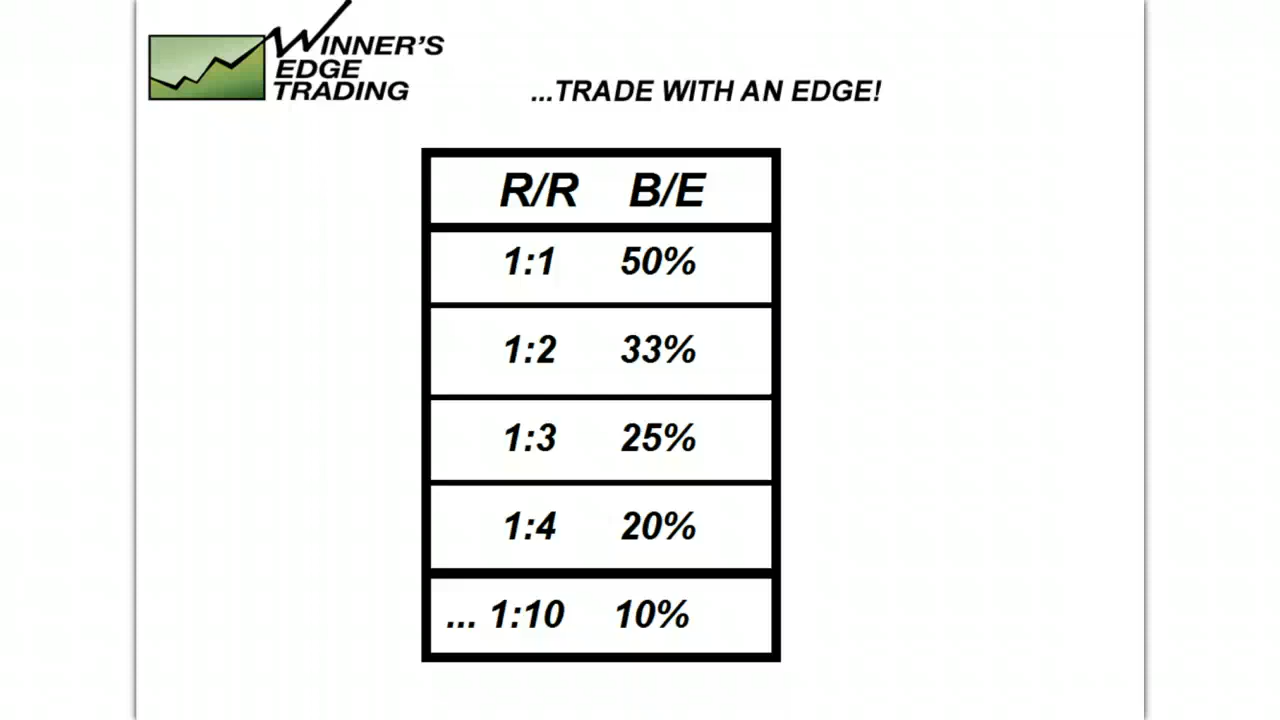 WINNER'S
EDGE
TRADING
...TRADE WITH AN EDGE!
R/R B/E
1:1 50%
1:2 33%
1:3 25%
1:4 20%
... 1:10 10%